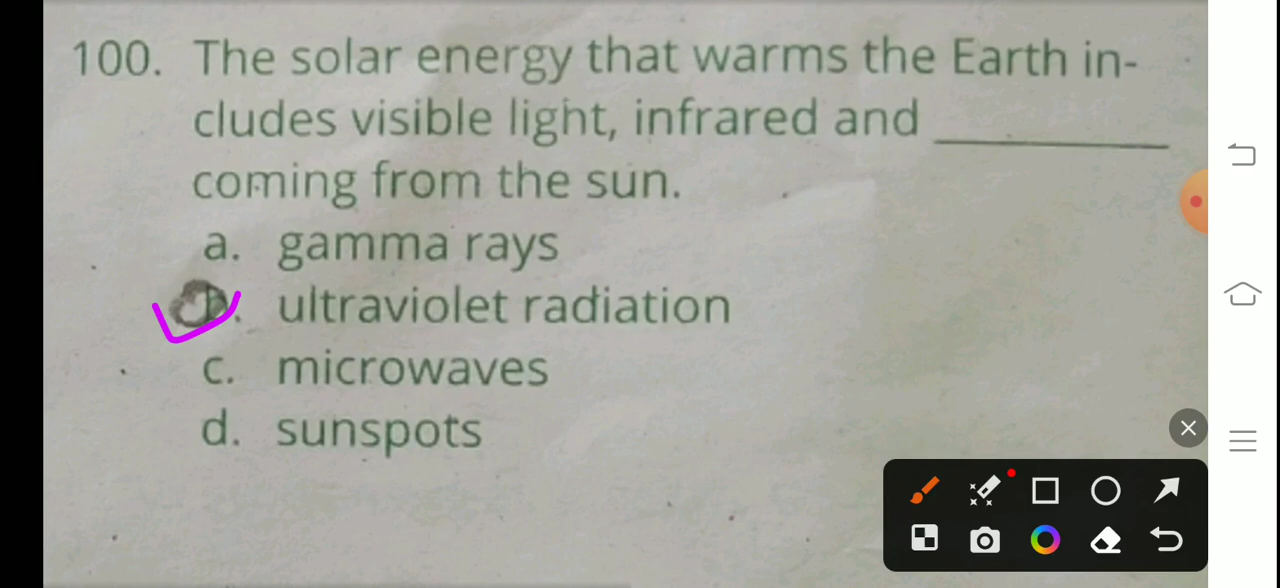 100. The solar energy that warms the Earth in-
cludes visible light, infrared and ________
coming from the sun.
a. gamma rays
b. ultraviolet radiation
c. microwaves
d. sunspots